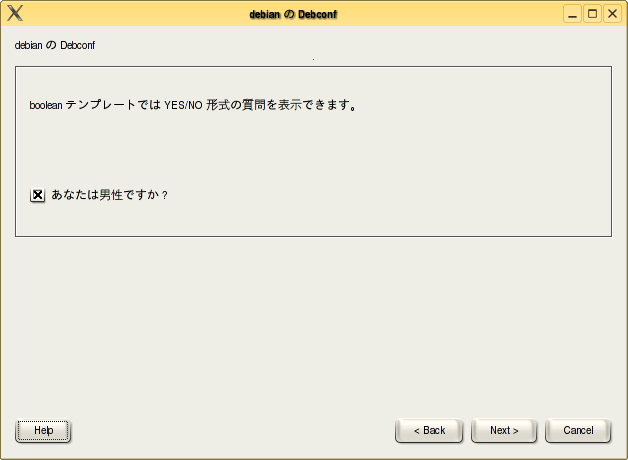 debian の Debconf
debian の Debconf
boolean テンプレートでは YES/NO 形式の質問を表示できます。
あなたは男性ですか ?
Help
< Back
Next >
Cancel